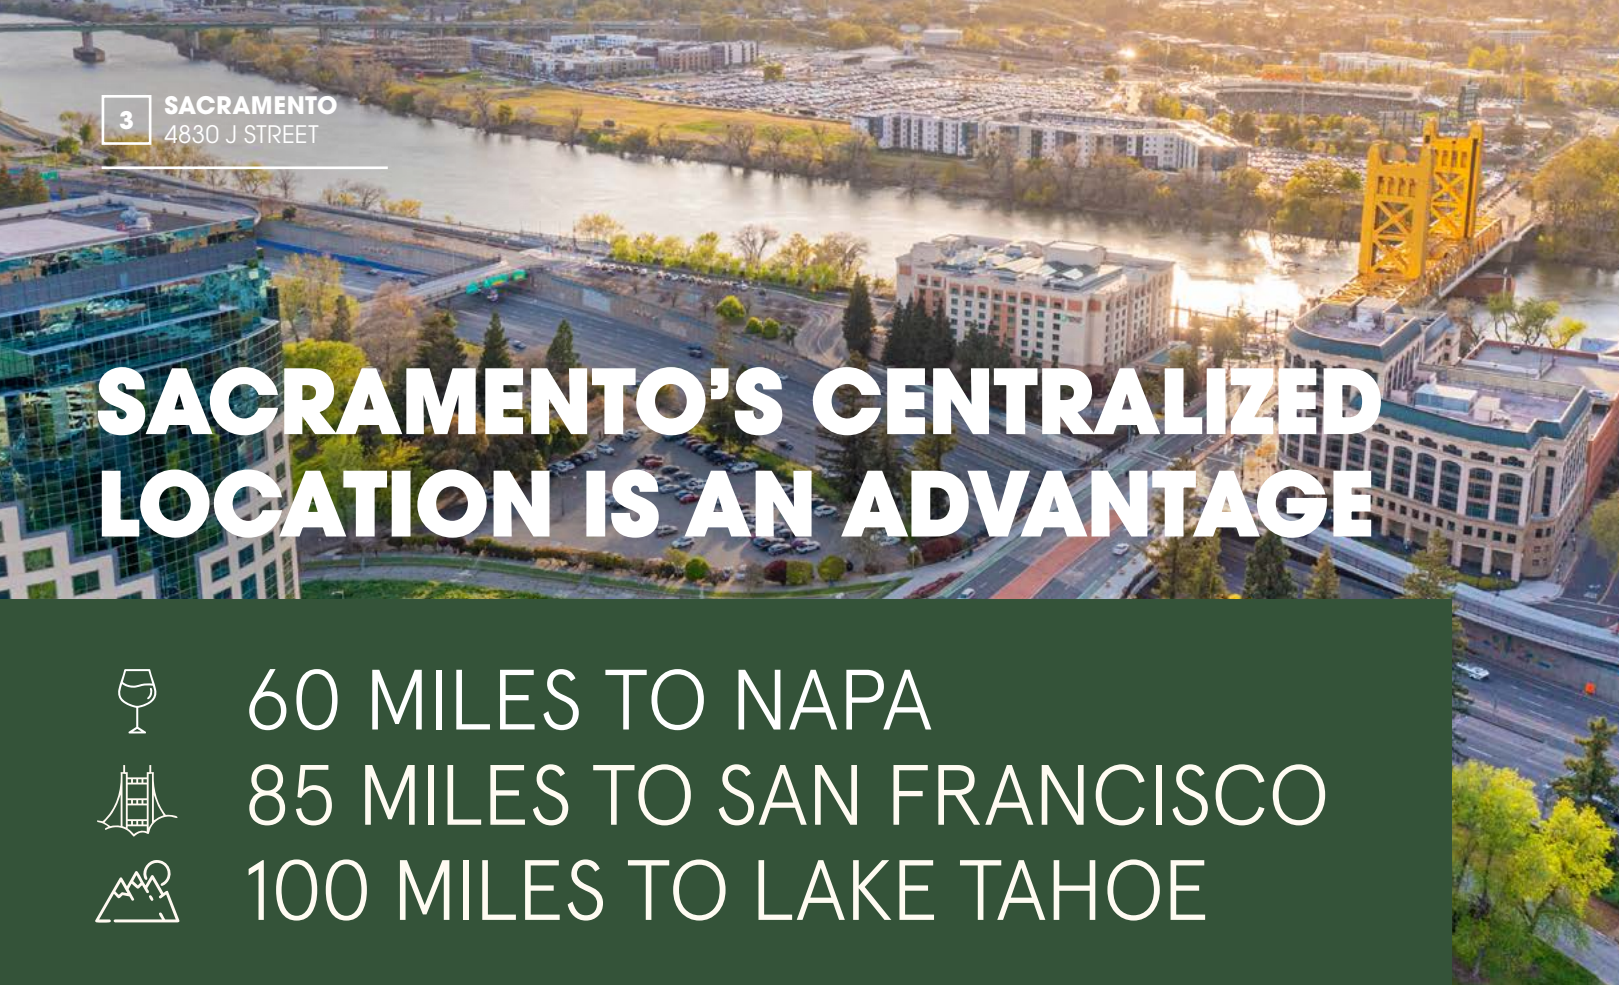 3
SACRAMENTO
4830 J STREET
SACRAMENTO’S CENTRALIZED
LOCATION IS AN ADVANTAGE
60 MILES TO NAPA
85 MILES TO SAN FRANCISCO
100 MILES TO LAKE TAHOE